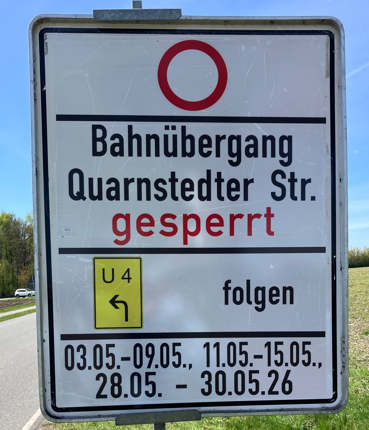 Bahnübergang
Quarnstedter Str.
gesperrt
U 4
folgen
03.05.-09.05., 11.05.-15.05.,
28.05. - 30.05.26